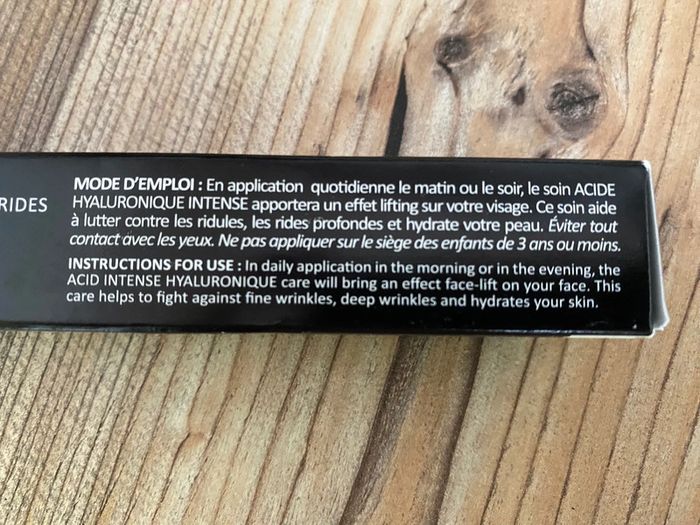 RIDES
MODE D'EMPLOI : En application quotidienne le matin ou le soir, le soin ACIDE
HYALURONIQUE INTENSE apportera un effet lifting sur votre visage. Ce soin aide
à lutter contre les ridules, les rides profondes et hydrate votre peau. Éviter tout
contact avec les yeux. Ne pas appliquer sur le siège des enfants de 3 ans ou moins.
INSTRUCTIONS FOR USE : In daily application in the morning or in the evening, the
ACID INTENSE HYALURONIQUE care will bring an effect face-lift on your face. This
care helps to fight against fine wrinkles, deep wrinkles and hydrates your skin.